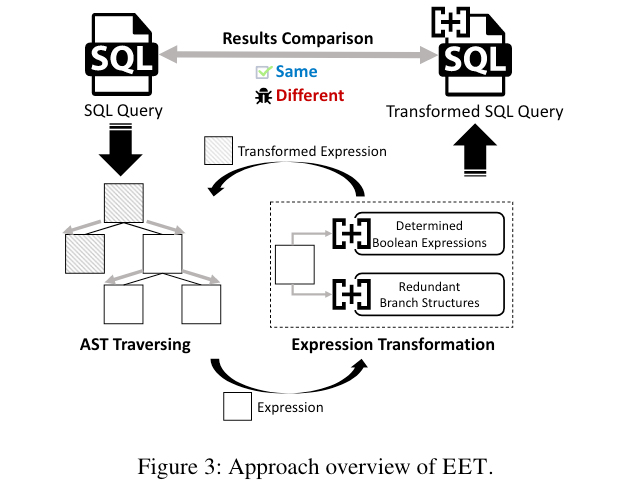 SQL
Results Comparison
Same
Different
[+]
SQL
SQL Query
Transformed SQL Query
Transformed Expression
[+]
Determined
Boolean Expressions
[+]
Redundant
Branch Structures
AST Traversing
Expression Transformation
Expression
Figure 3: Approach overview of EET.